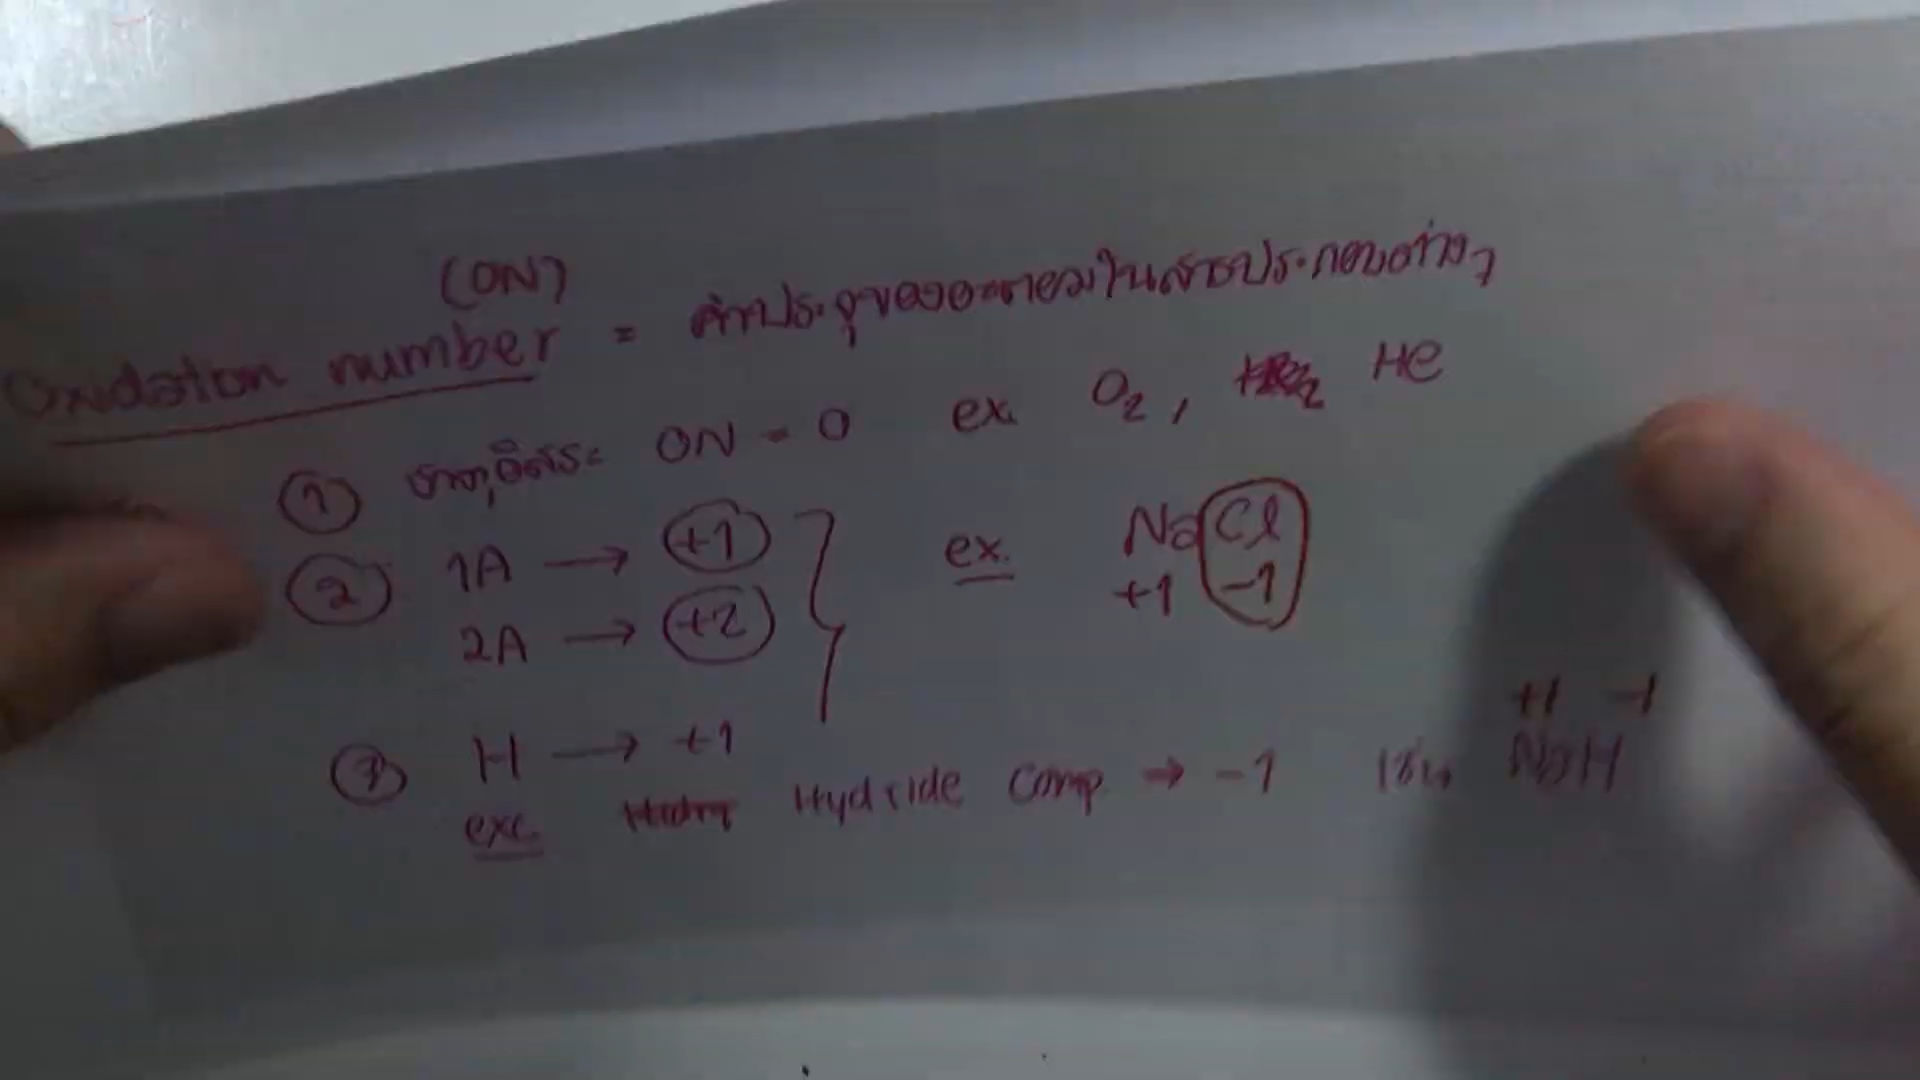 (ON)
Oxidation number = ค่าประจุของอะตอมในสารประกอบต่างๆ
① ธาตุอิสระ ON = 0 ex. O₂, He
② 1A → +1 ex. NaCl
+1 -1
2A → +2
③ H → +1
+1 -1
exc. Hydride Comp → -1 เช่น NaH